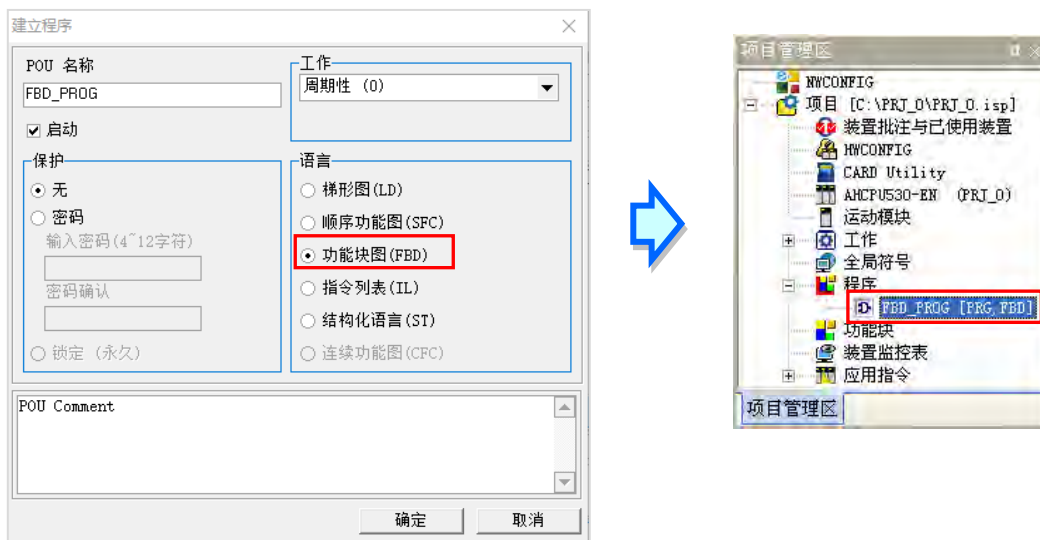 建立程序
POU 名称
FBD_PROG
启动
保护
无
密码
输入密码(4~12字符)
密码确认
锁定 (永久)
工作
周期性 (0)
语言
梯形图(LD)
顺序功能图(SFC)
功能块图(FBD)
指令列表(IL)
结构化语言(ST)
连续功能图(CFC)
POU Comment
确定
取消
项目管理区
NWCONFIG
项目 [C:\PRJ_0\PRJ_0.isp]
装置批注与已使用装置
HWCONFIG
CARD Utility
AHCPU530-EN (PRJ_0)
运动模块
工作
全局符号
程序
FBD_PROG [PRG,FBD]
功能块
装置监控表
应用指令
项目管理区